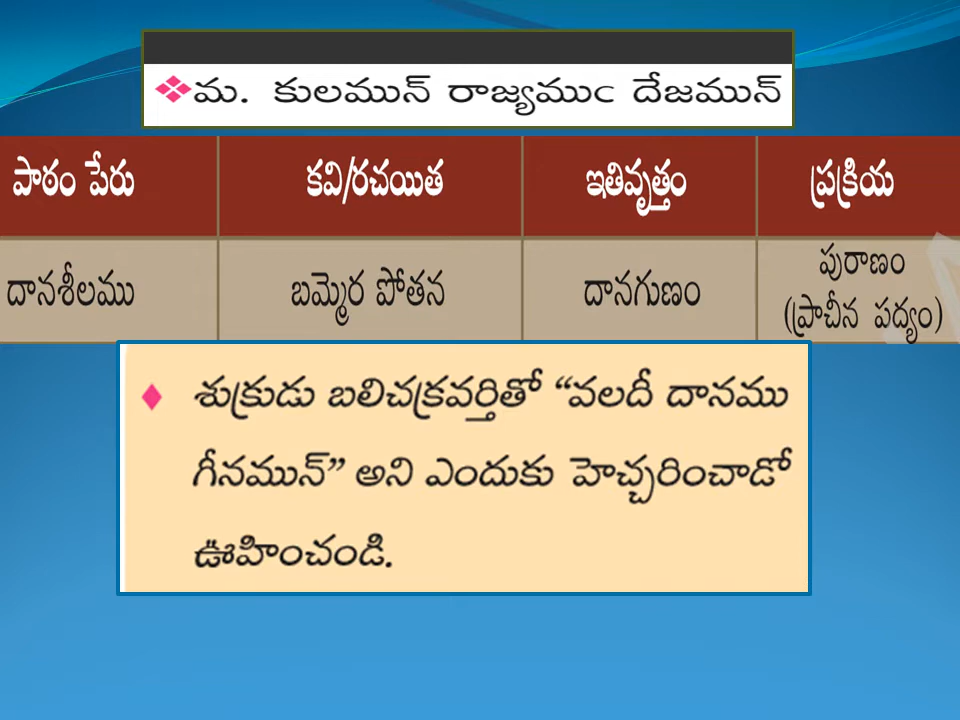 ❖మ. కులమున్ రాజ్యముఁ దేజమున్
పాఠం పేరు కవి/రచయిత ఇతివృత్తం ప్రక్రియ
దానశీలము బమ్మెర పోతన దానగుణం పురాణం
(ప్రాచీన పద్యం)
♦ శుక్రుడు బలిచక్రవర్తితో “వలదీ దానము
గీనమున్” అని ఎందుకు హెచ్చరించాడో
ఊహించండి.